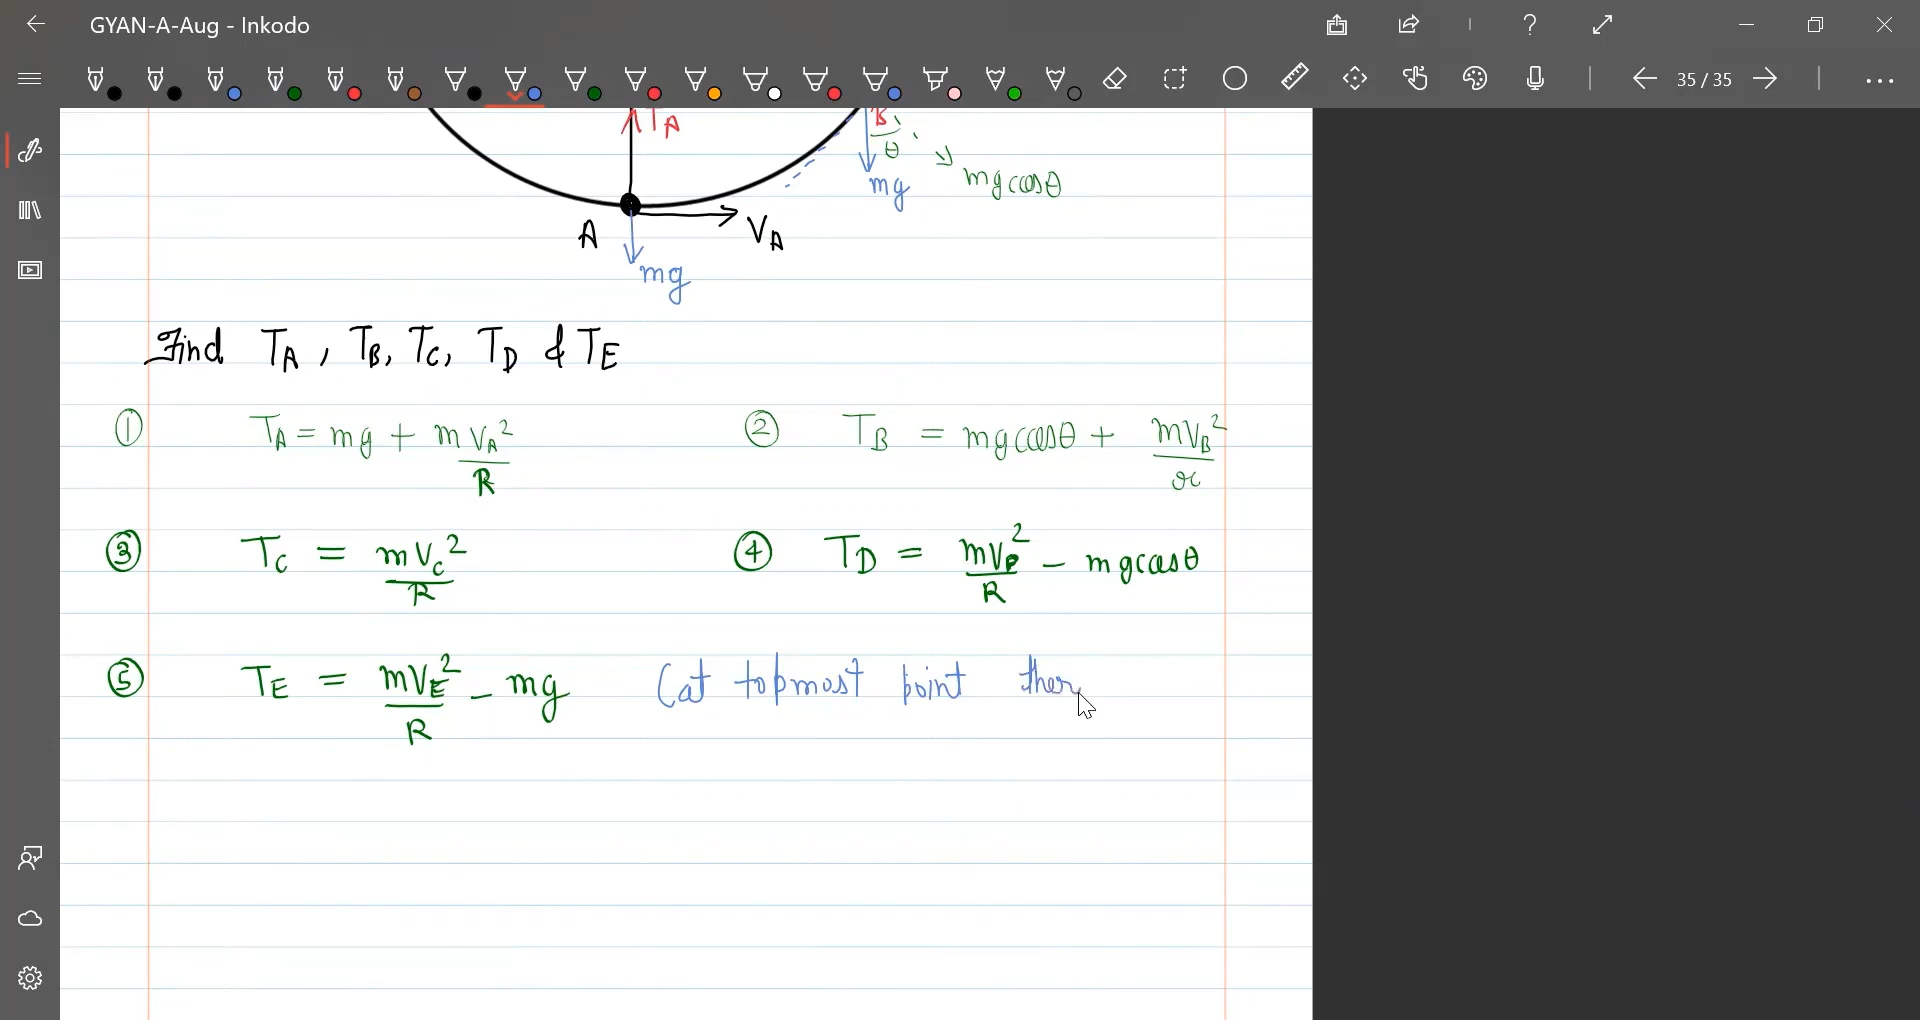 GYAN-A-Aug - Inkodo
35 / 35
T_A
B
θ
mg
mg cosθ
A
V_A
mg
Find T_A , T_B, T_C, T_D & T_E
① T_A = mg + mV_A²/R
② T_B = mg cosθ + mV_B²/r
③ T_C = mV_C²/R
④ T_D = mV_D²/R - mg cosθ
⑤ T_E = mV_E²/R - mg (at topmost point ther